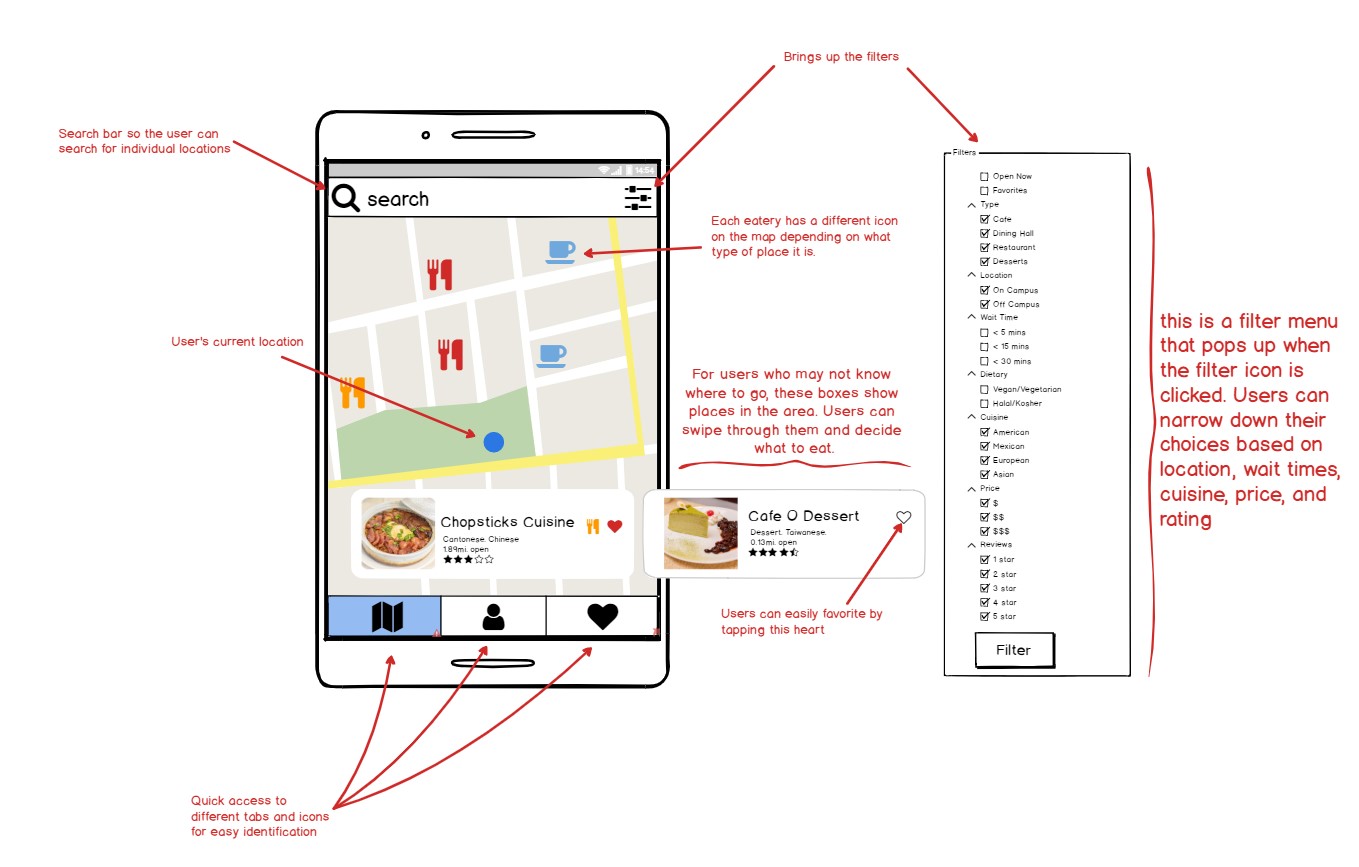 Brings up the filters
Search bar so the user can
search for individual locations
14:54
search
Each eatery has a different icon
on the map depending on what
type of place it is.
User's current location
For users who may not know
where to go, these boxes show
places in the area. Users can
swipe through them and decide
what to eat.
Chopsticks Cuisine
Cantonese. Chinese
1.89mi. open
Cafe O Dessert
Dessert. Taiwanese.
0.13mi. open
Users can easily favorite by
tapping this heart
Quick access to
different tabs and icons
for easy identification
Filters
Open Now
Favorites
Type
Cafe
Dining Hall
Restaurant
Desserts
Location
On Campus
Off Campus
Wait Time
< 5 mins
< 15 mins
< 30 mins
Dietary
Vegan/Vegetarian
Halal/Kosher
Cuisine
American
Mexican
European
Asian
Price
$
$$
$$$
Reviews
1 star
2 star
3 star
4 star
5 star
Filter
this is a filter menu
that pops up when
the filter icon is
clicked. Users can
narrow down their
choices based on
location, wait times,
cuisine, price, and
rating